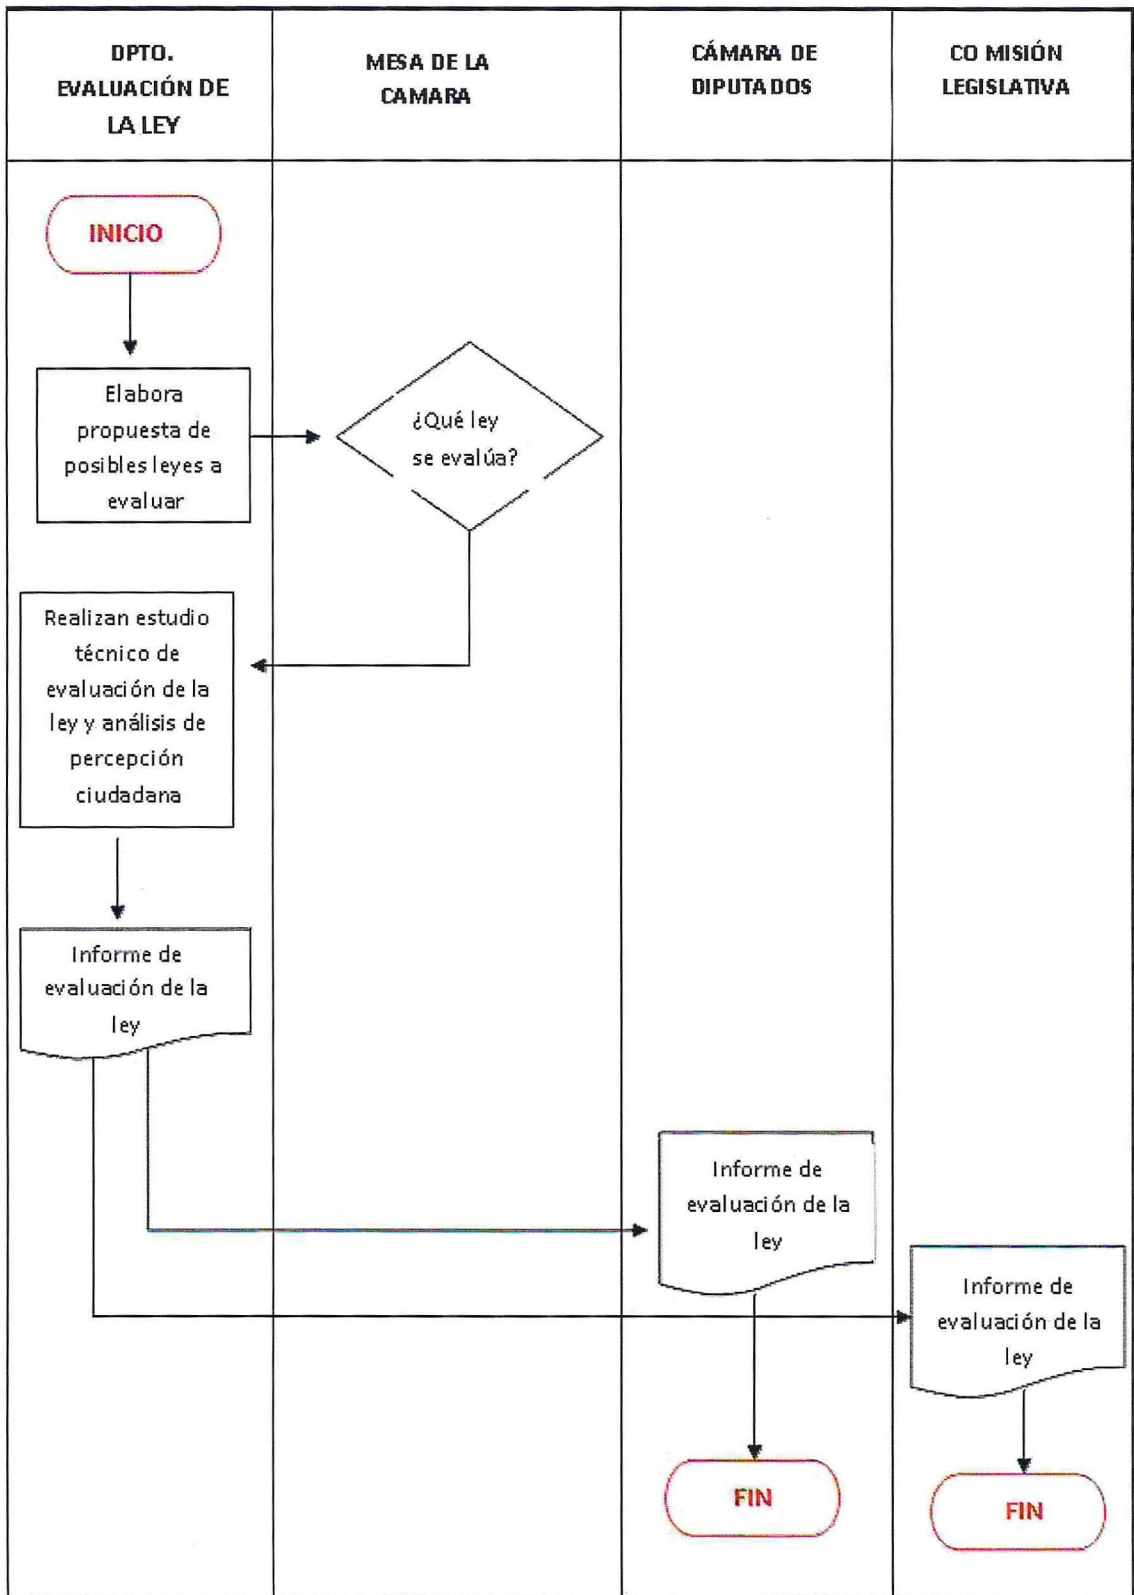 DPTO.
EVALUACIÓN DE
LA LEY
MESA DE LA
CAMARA
CÁMARA DE
DIPUTADOS
CO MISIÓN
LEGISLATIVA
INICIO
Elabora
propuesta de
posibles leyes a
evaluar
¿Qué ley
se evalúa?
Realizan estudio
técnico de
evaluación de la
ley y análisis de
percepción
ciudadana
Informe de
evaluación de la
ley
Informe de
evaluación de la
ley
Informe de
evaluación de la
ley
FIN
FIN